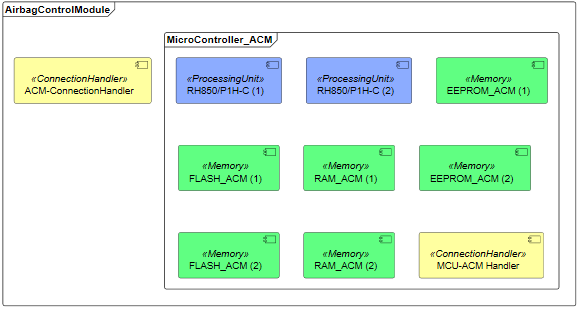 AirbagControlModule
MicroController_ACM
«ConnectionHandler»
ACM-ConnectionHandler
«ProcessingUnit»
RH850/P1H-C (1)
«ProcessingUnit»
RH850/P1H-C (2)
«Memory»
EEPROM_ACM (1)
«Memory»
FLASH_ACM (1)
«Memory»
RAM_ACM (1)
«Memory»
EEPROM_ACM (2)
«Memory»
FLASH_ACM (2)
«Memory»
RAM_ACM (2)
«ConnectionHandler»
MCU-ACM Handler